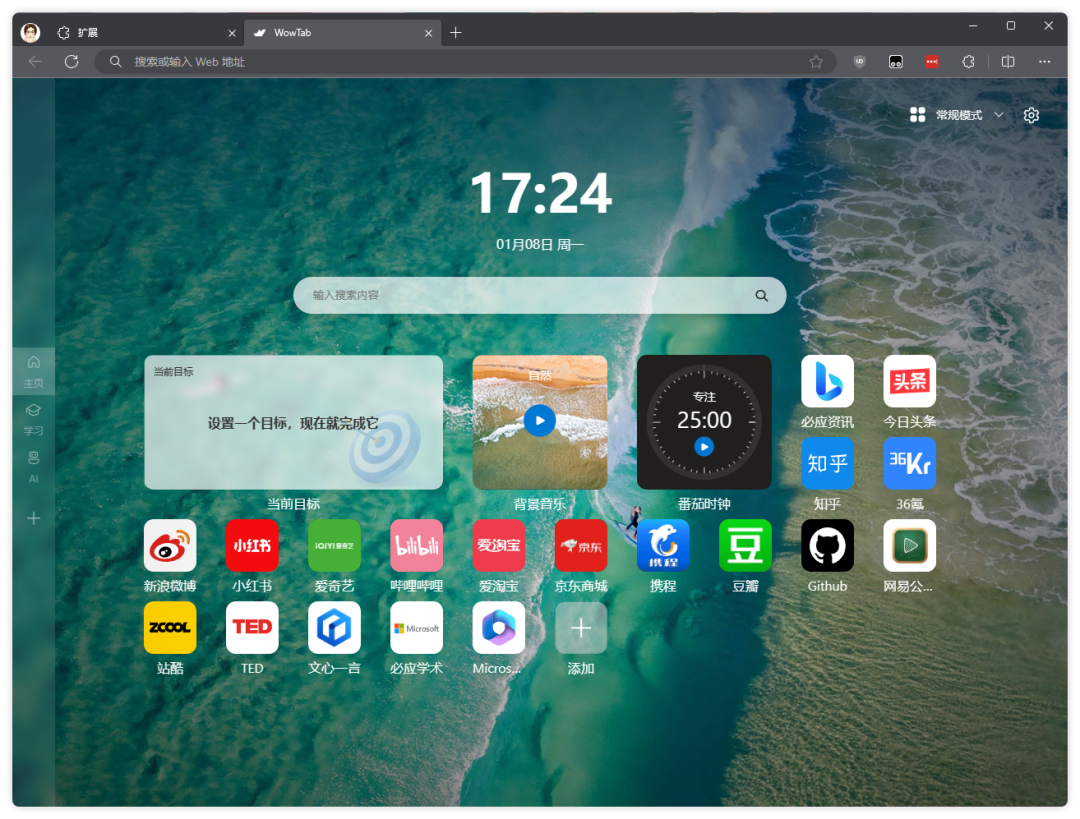 扩展
WowTab
搜索或输入 Web 地址
常规模式
17:24
01月08日 周一
输入搜索内容
主页
学习
AI
当前目标
设置一个目标，现在就完成它
当前目标
自然
背景音乐
专注
25:00
番茄时钟
必应资讯
头条
今日头条
知乎
知乎
36Kr
36氪
新浪微博
小红书
小红书
iQIYI 爱奇艺
爱奇艺
bilibili
哔哩哔哩
爱淘宝
爱淘宝
京东
京东商城
携程
携程
豆
豆瓣
Github
网易公...
ZCOOL
站酷
TED
TED
文心一言
Microsoft
必应学术
Micros...
添加